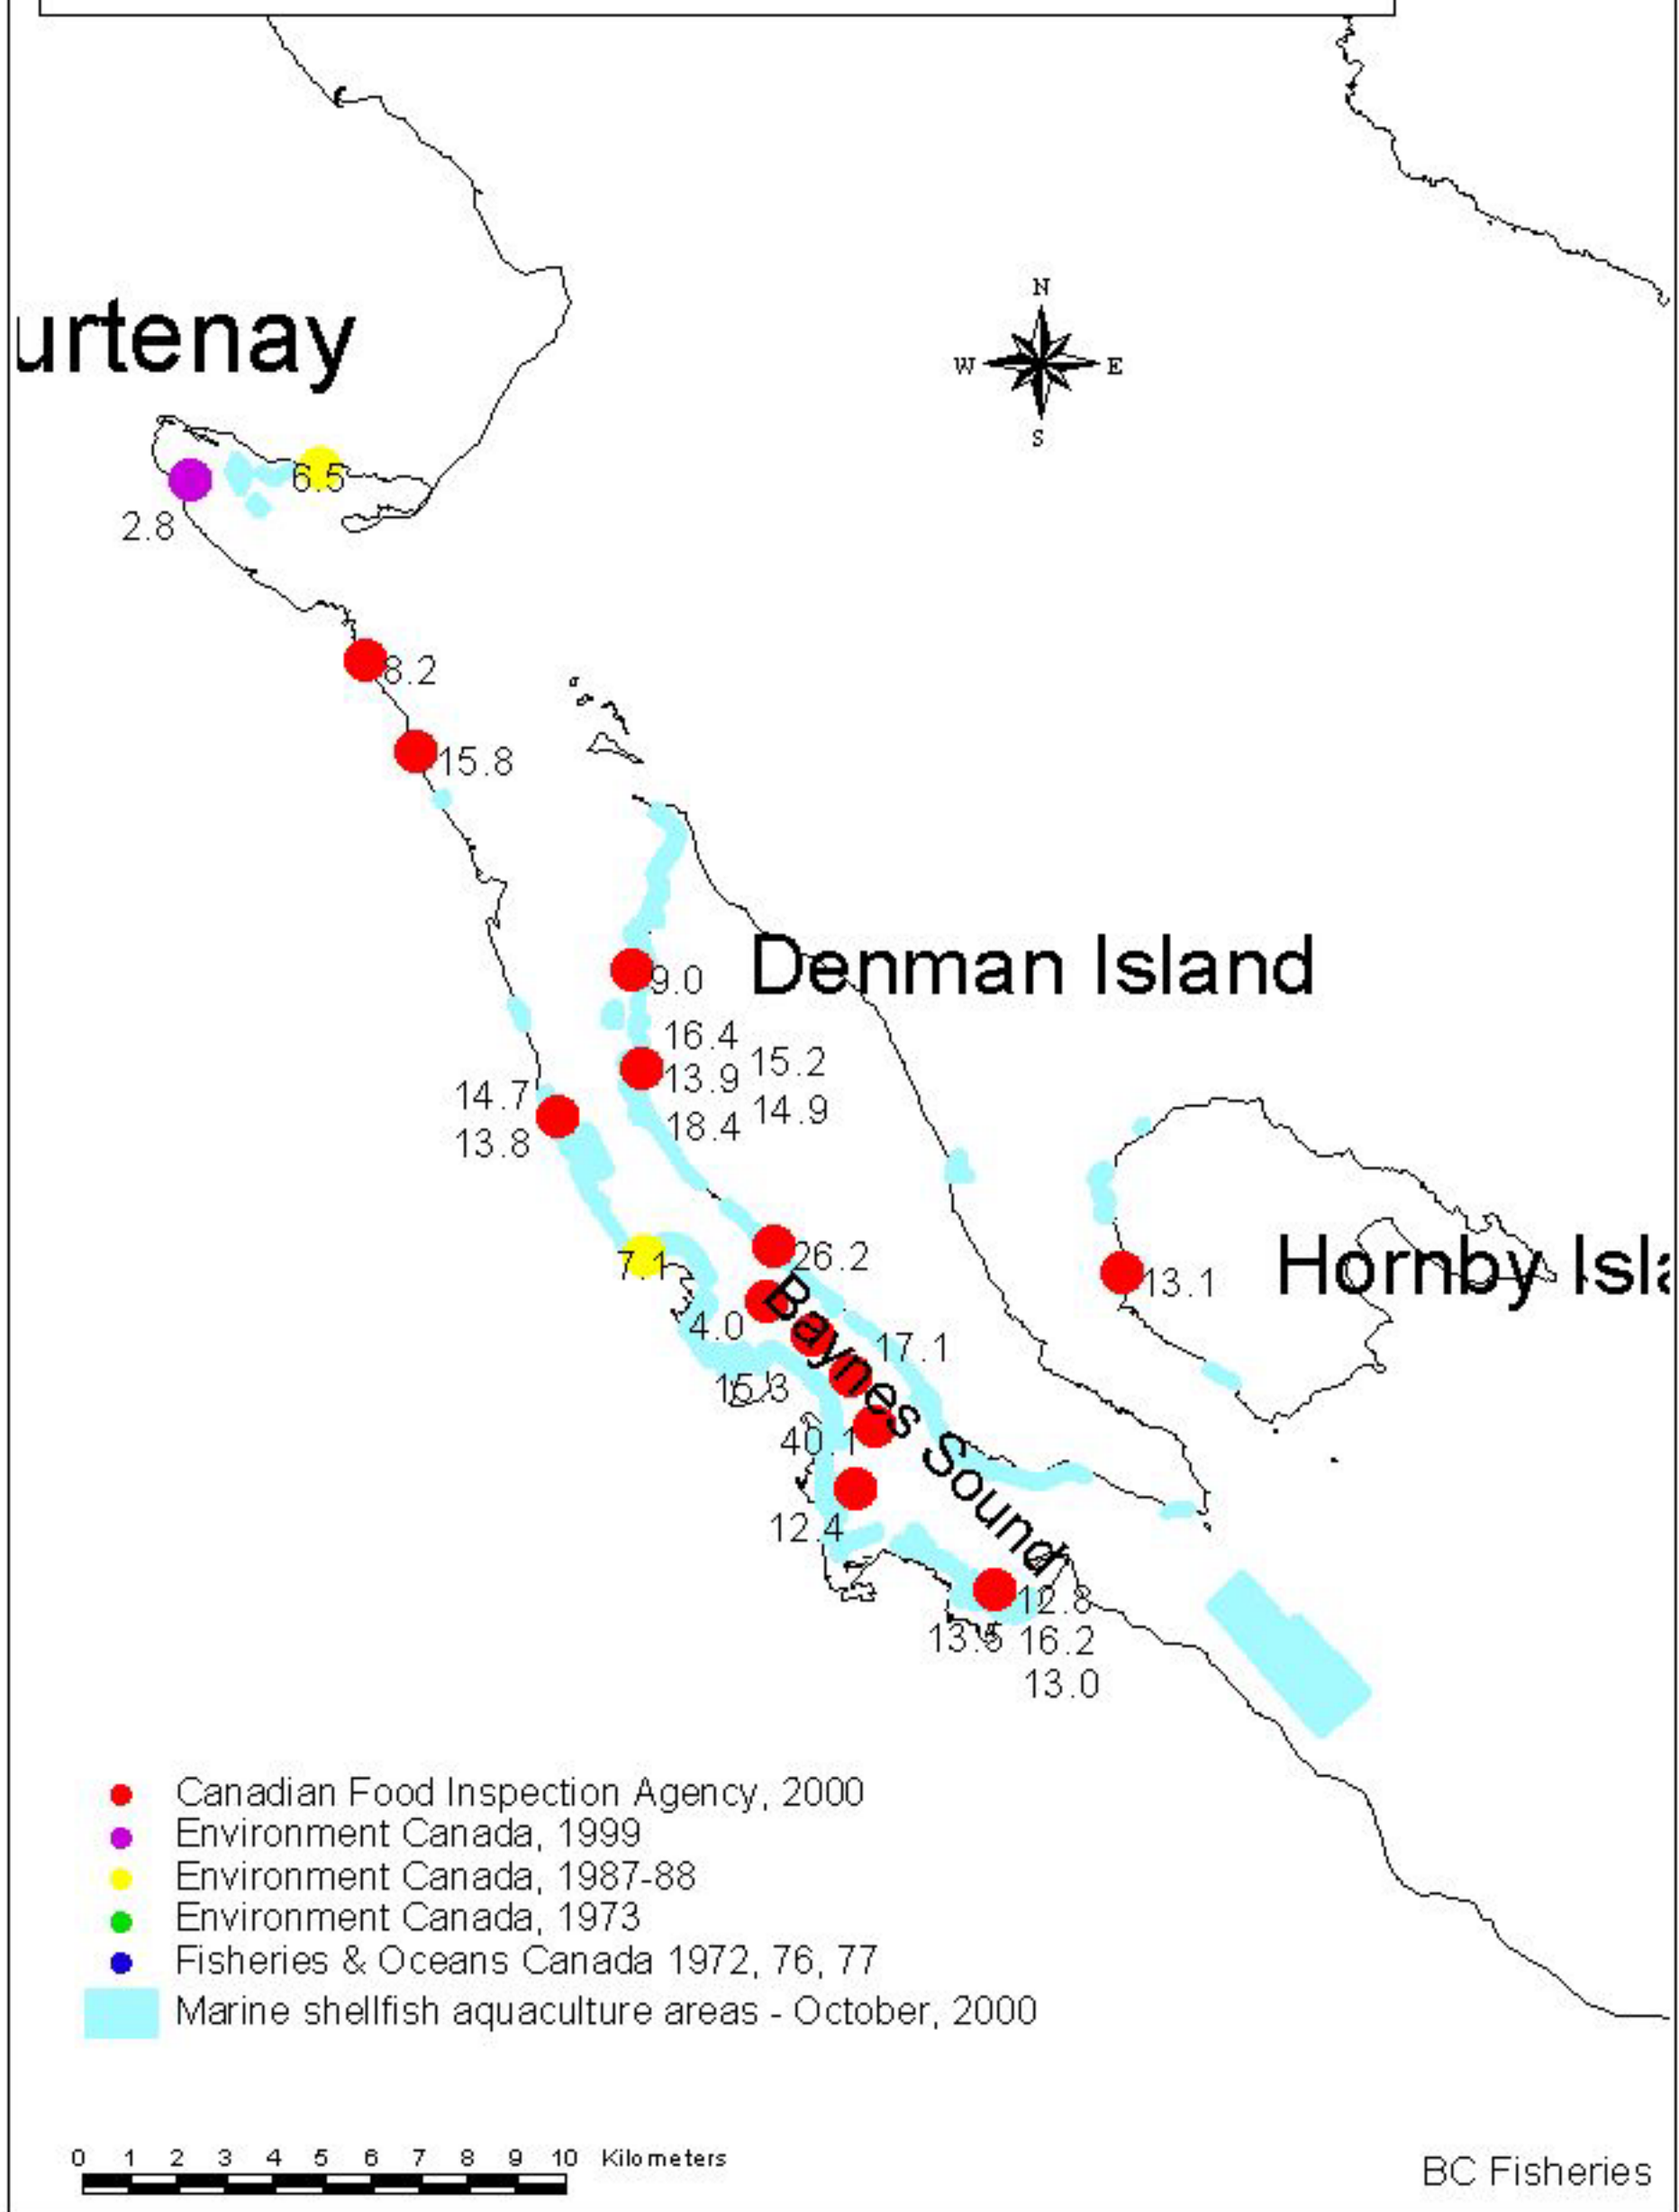 N
W E
S
urtenay
6.5
2.8
8.2
15.8
Denman Island
9.0
16.4
15.2
13.9
14.9
18.4
14.7
13.8
Hornby Isla
26.2
13.1
7.1
4.0
Baynes Sound
17.1
15.3
40.1
12.4
12.8
13.5 16.2
13.0
Canadian Food Inspection Agency, 2000
Environment Canada, 1999
Environment Canada, 1987-88
Environment Canada, 1973
Fisheries & Oceans Canada 1972, 76, 77
Marine shellfish aquaculture areas - October, 2000
0 1 2 3 4 5 6 7 8 9 10 Kilometers
BC Fisheries